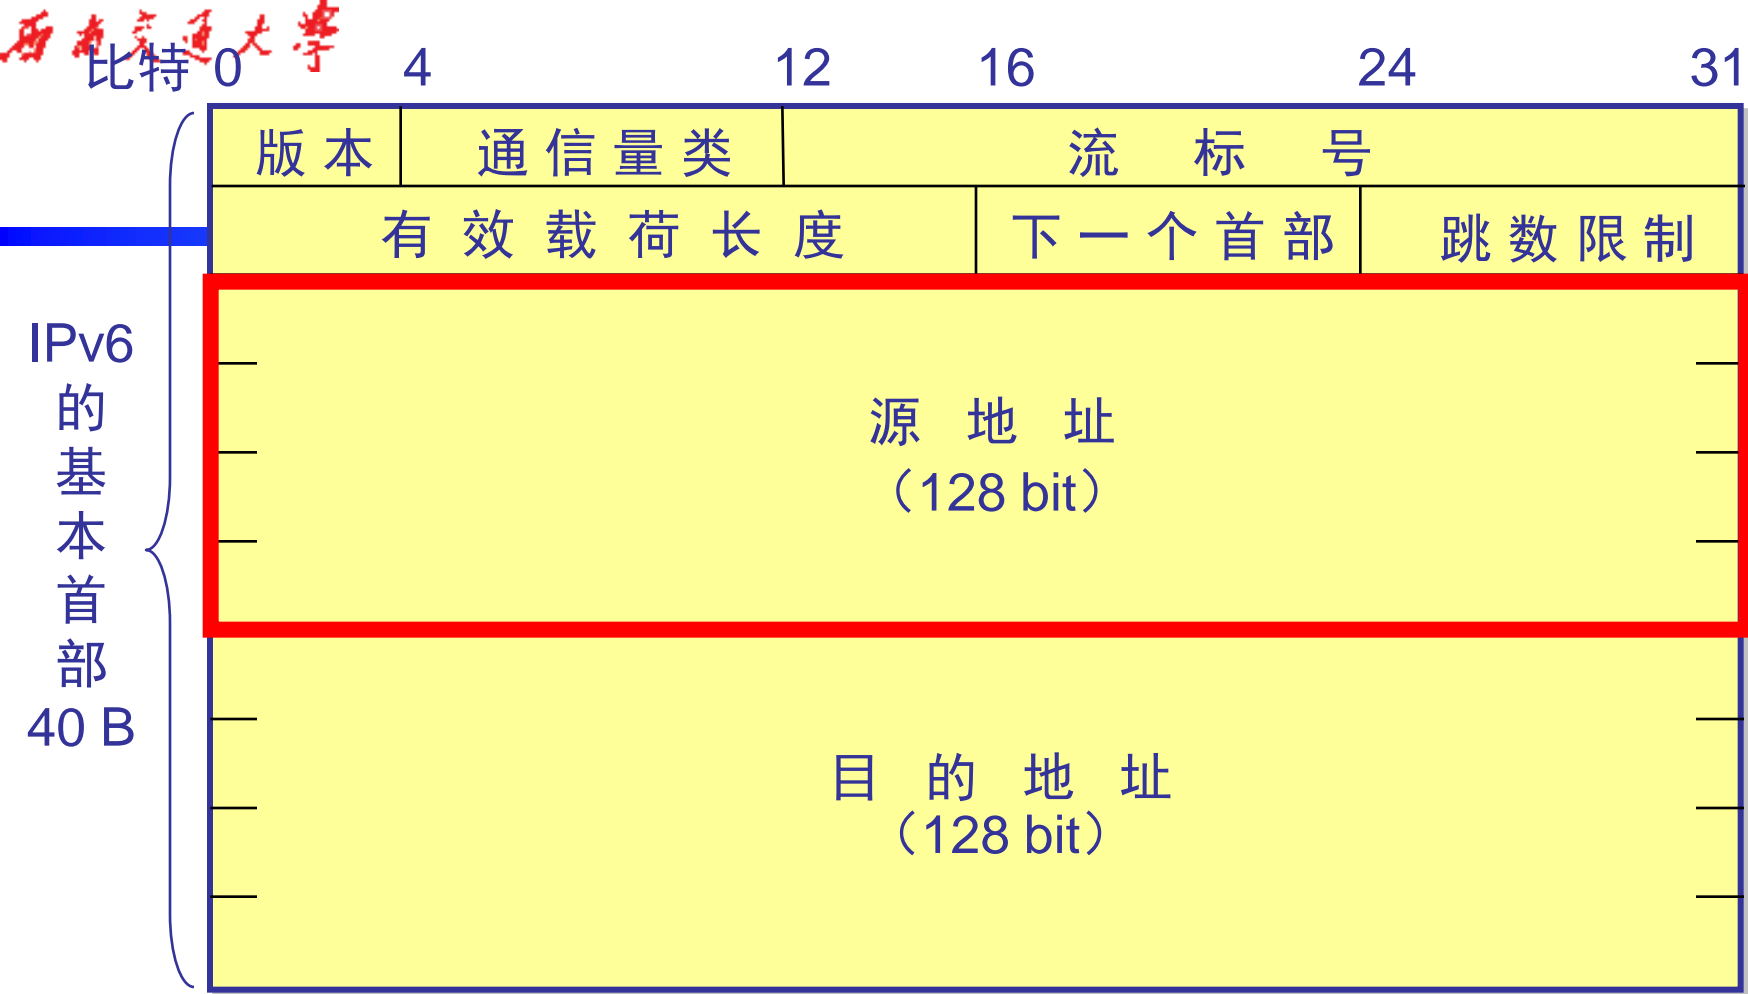 西南交通大学
比特 0 4 12 16 24 31
版本 通信量类 流标号
有效载荷长度 下一个首部 跳数限制
IPv6
的
基
本
首
部
40 B
源地址
（128 bit）
目的地址
（128 bit）